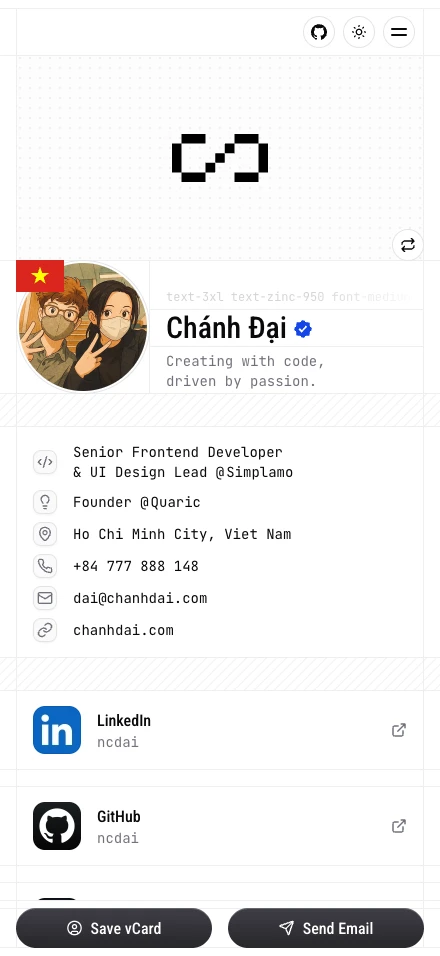 text-3xl text-zinc-950 font-medium
Chánh Đại
Creating with code,
driven by passion.
Senior Frontend Developer
& UI Design Lead @Simplamo
Founder @Quaric
Ho Chi Minh City, Viet Nam
+84 777 888 148
dai@chanhdai.com
chanhdai.com
LinkedIn
ncdai
GitHub
ncdai
Save vCard
Send Email